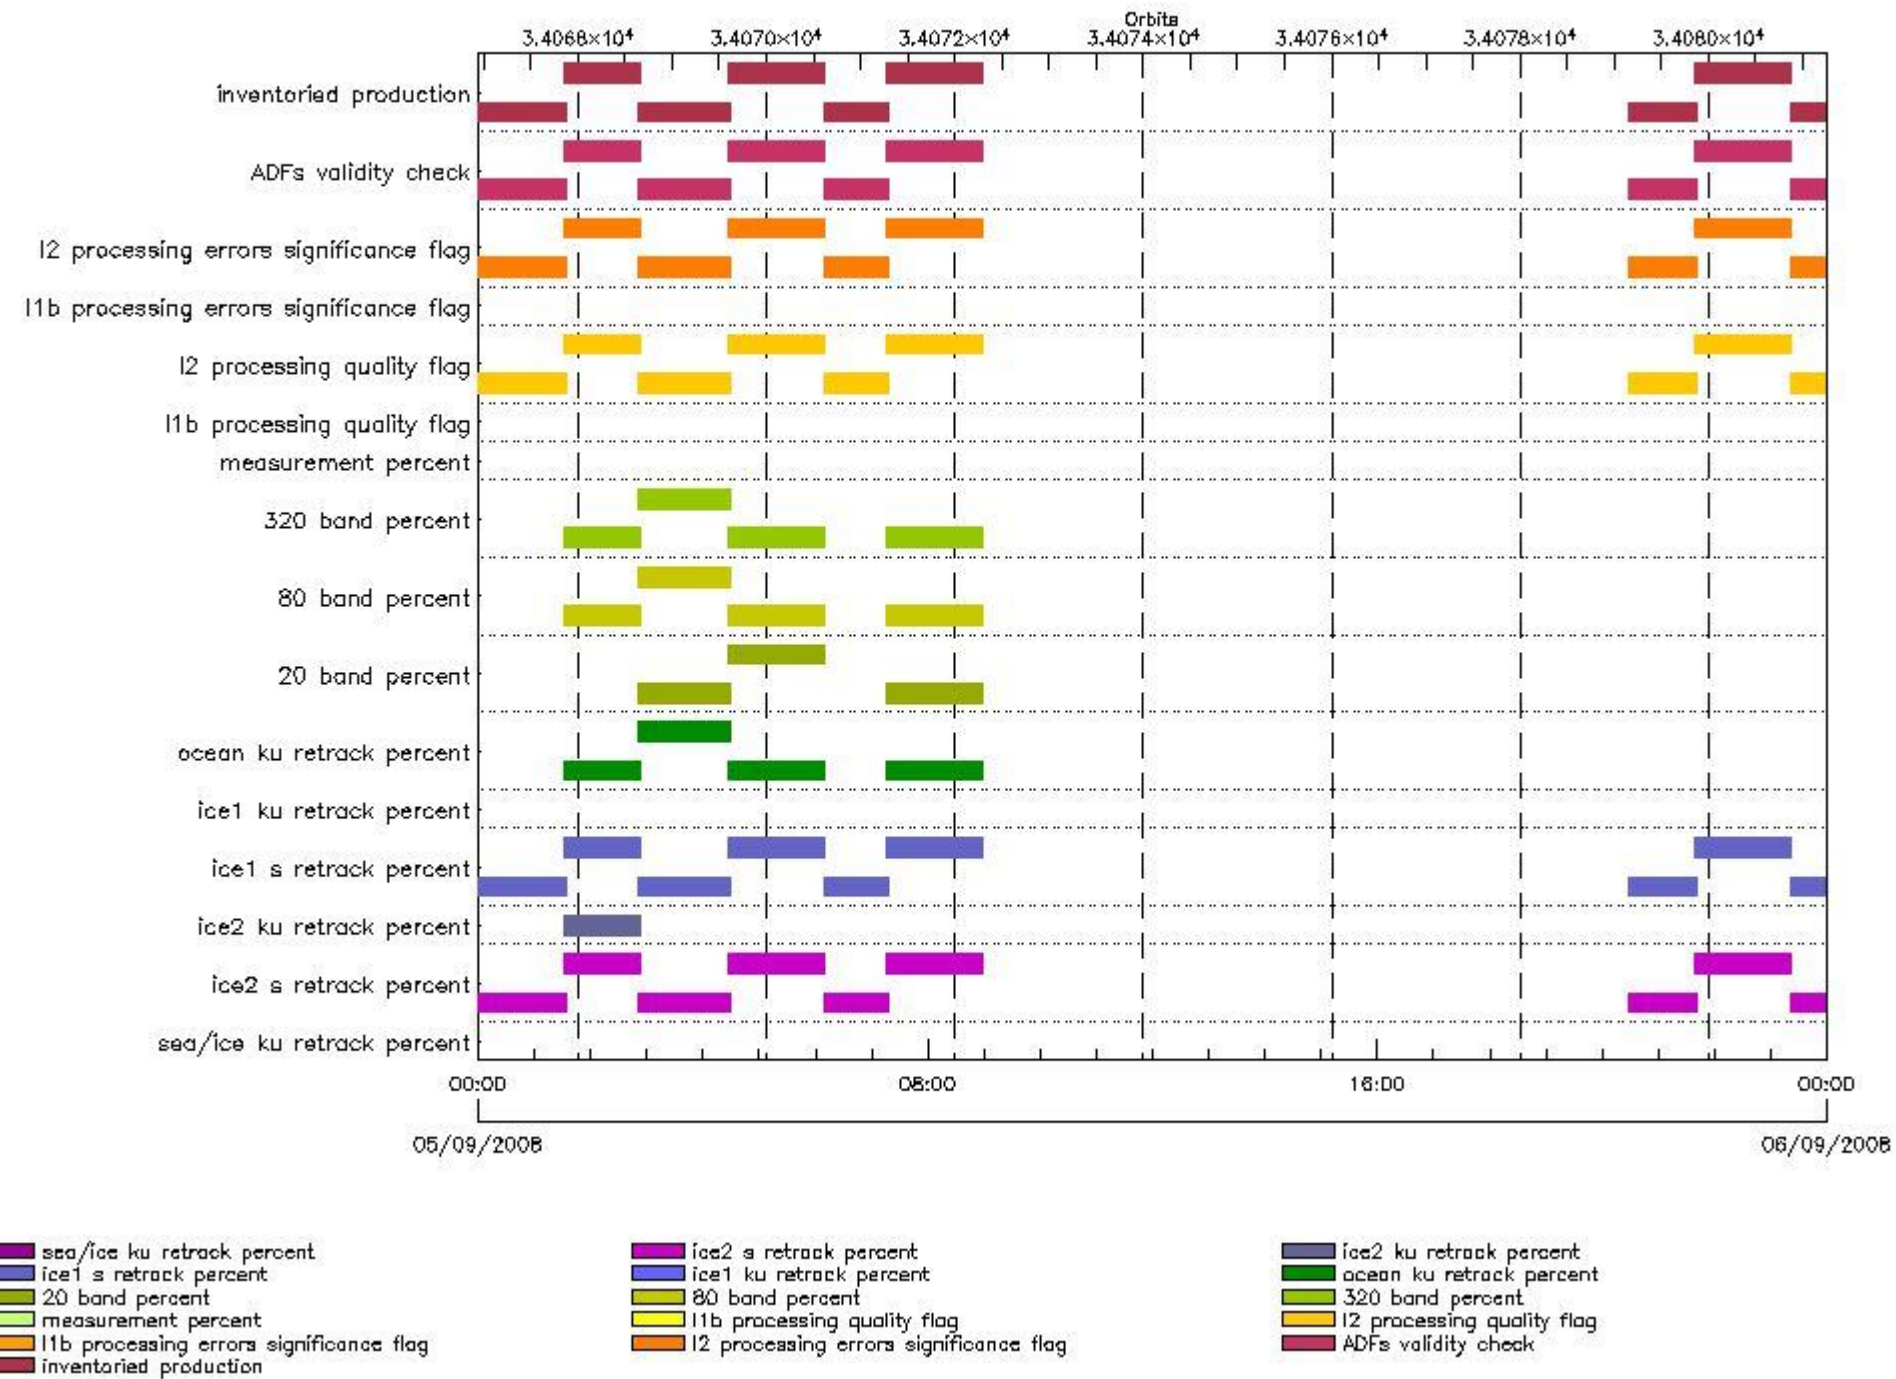 Orbits
3.4068×10⁴ 3.4070×10⁴ 3.4072×10⁴ 3.4074×10⁴ 3.4076×10⁴ 3.4078×10⁴ 3.4080×10⁴
inventoried production
ADFs validity check
l2 processing errors significance flag
l1b processing errors significance flag
l2 processing quality flag
l1b processing quality flag
measurement percent
320 band percent
80 band percent
20 band percent
ocean ku retrack percent
ice1 ku retrack percent
ice1 s retrack percent
ice2 ku retrack percent
ice2 s retrack percent
sea/ice ku retrack percent
00:00 08:00 16:00 00:00
05/09/2008 06/09/2008
sea/ice ku retrack percent ice2 s retrack percent ice2 ku retrack percent
ice1 s retrack percent ice1 ku retrack percent ocean ku retrack percent
20 band percent 80 band percent 320 band percent
measurement percent l1b processing quality flag l2 processing quality flag
l1b processing errors significance flag l2 processing errors significance flag ADFs validity check
inventoried production